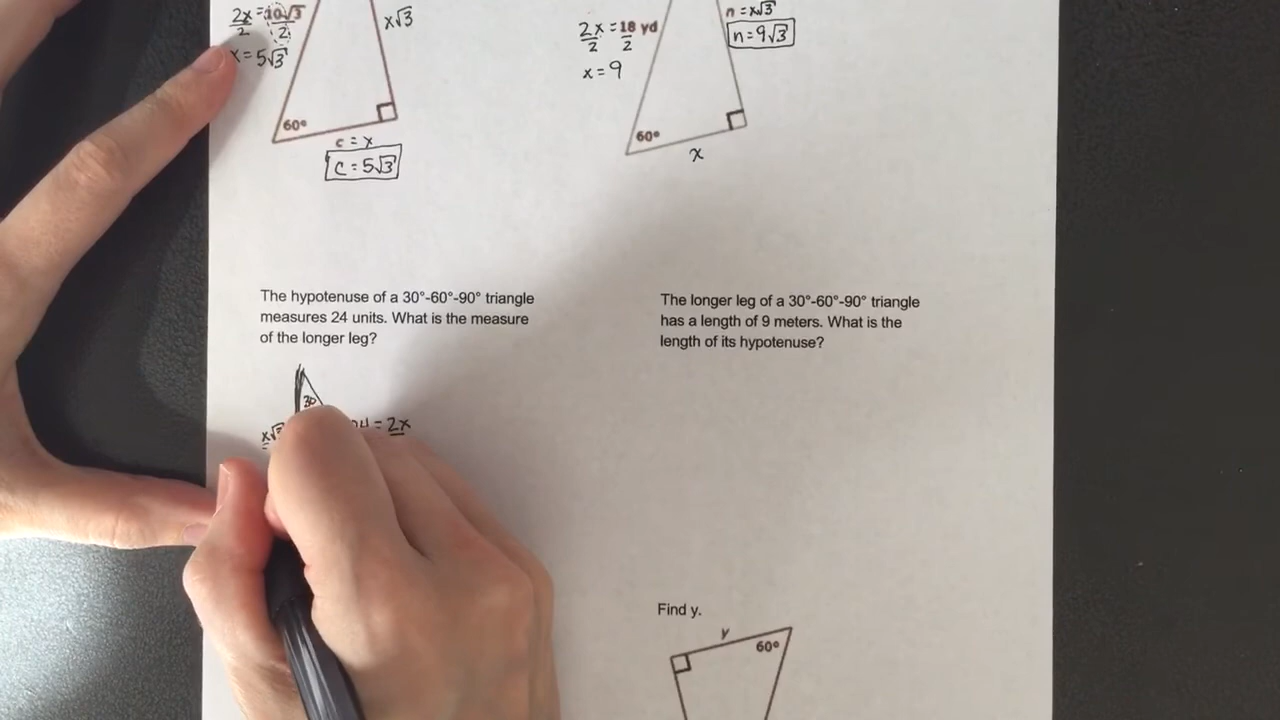 2x = 10√3
2 2
x = 5√3
x√3
60°
c = x
c = 5√3
2x = 18 yd
2 2
x = 9
n = x√3
n = 9√3
60°
x
The hypotenuse of a 30°-60°-90° triangle
measures 24 units. What is the measure
of the longer leg?
30
= 2x
The longer leg of a 30°-60°-90° triangle
has a length of 9 meters. What is the
length of its hypotenuse?
Find y.
y
60°